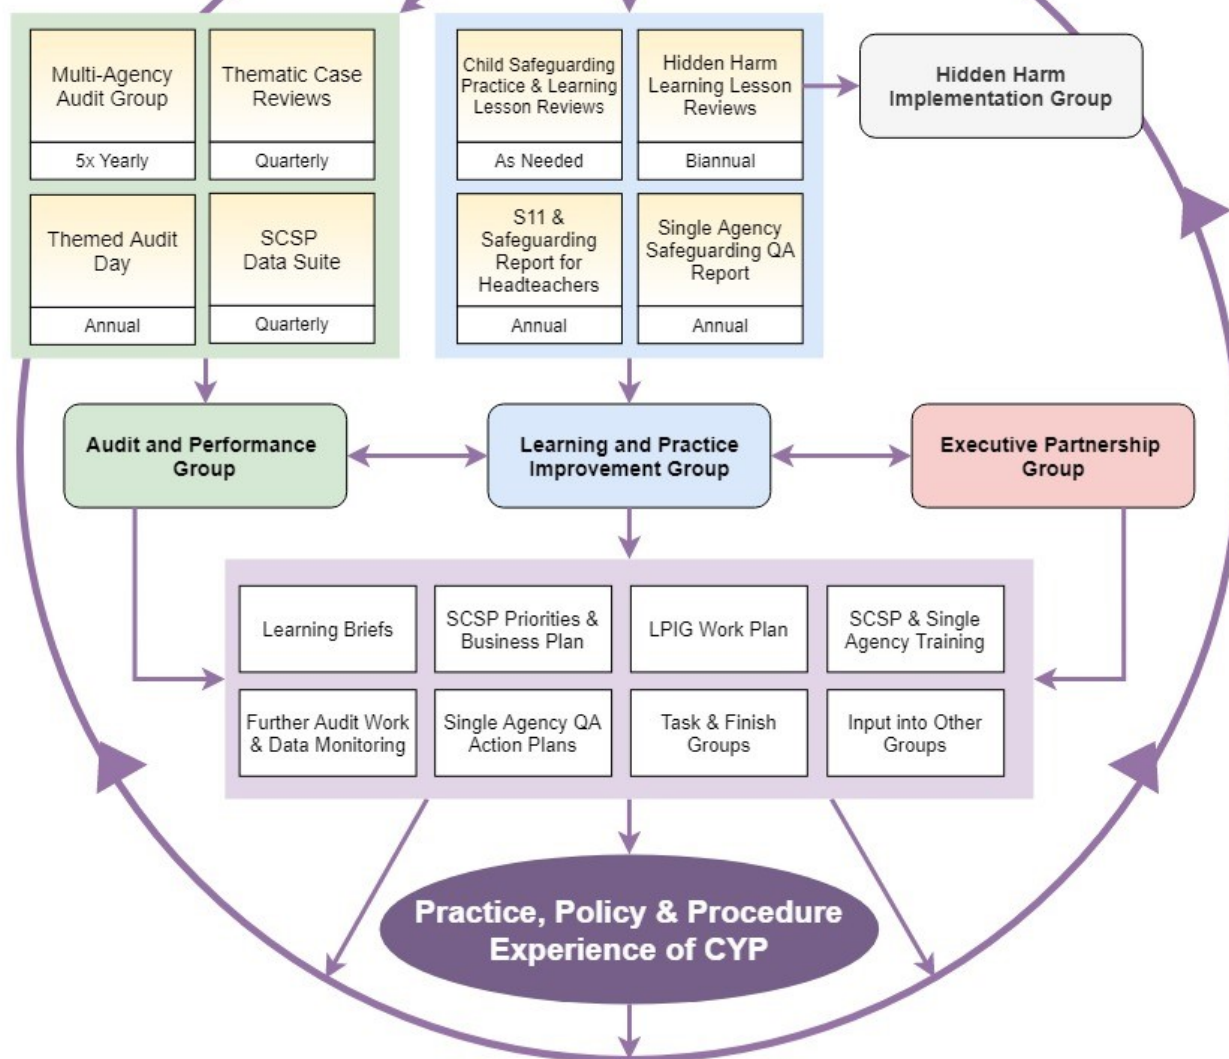 Multi-Agency
Audit Group
5x Yearly
Thematic Case
Reviews
Quarterly
Child Safeguarding
Practice & Learning
Lesson Reviews
As Needed
Hidden Harm
Learning Lesson
Reviews
Biannual
Hidden Harm
Implementation Group
Themed Audit
Day
Annual
SCSP
Data Suite
Quarterly
S11 &
Safeguarding
Report for
Headteachers
Annual
Single Agency
Safeguarding QA
Report
Annual
Audit and Performance
Group
Learning and Practice
Improvement Group
Executive Partnership
Group
Learning Briefs
SCSP Priorities &
Business Plan
LPIG Work Plan
SCSP & Single
Agency Training
Further Audit Work
& Data Monitoring
Single Agency QA
Action Plans
Task & Finish
Groups
Input into Other
Groups
Practice, Policy & Procedure
Experience of CYP